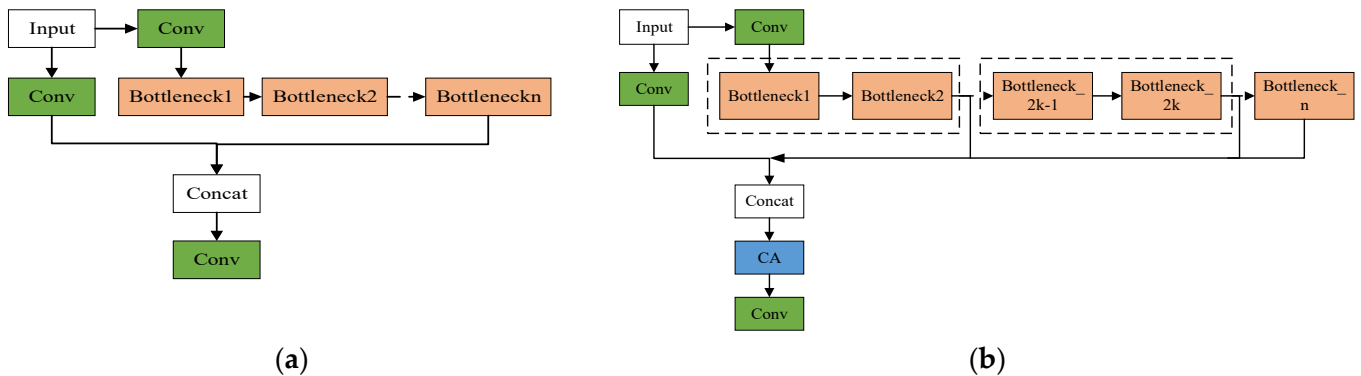 Input
Conv
Conv
Bottleneck1
Bottleneck2
Bottleneckn
Concat
Conv
(a)
Input
Conv
Conv
Bottleneck1
Bottleneck2
Bottleneck_
2k-1
Bottleneck_
2k
Bottleneck_
n
Concat
CA
Conv
(b)